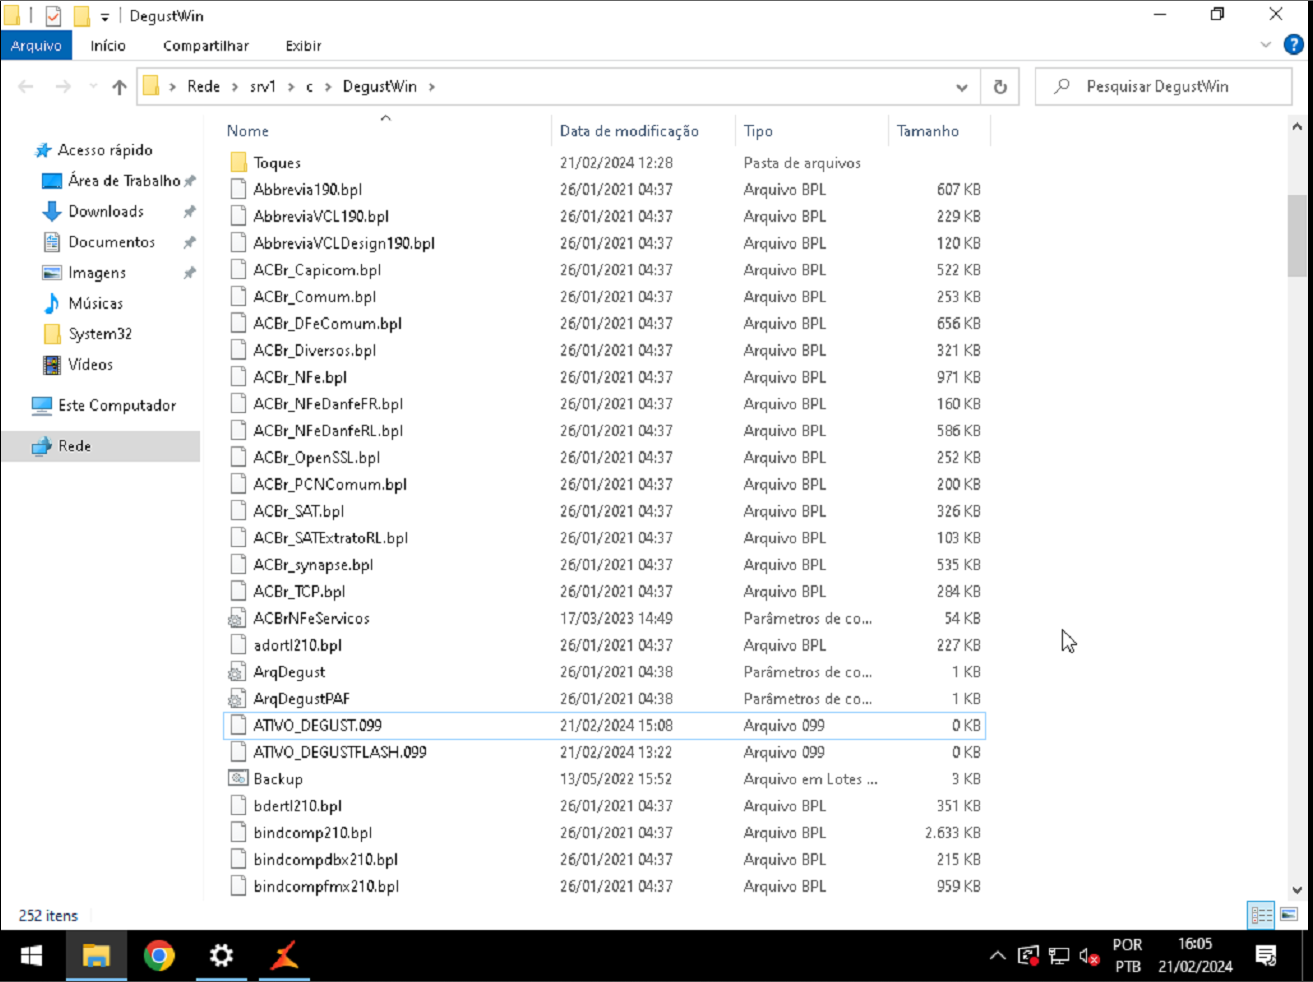 DegustWin
Arquivo Início Compartilhar Exibir
Rede srv1 c DegustWin Pesquisar DegustWin
Nome Data de modificação Tipo Tamanho
Acesso rápido
Área de Trabalho
Downloads
Documentos
Imagens
Músicas
System32
Vídeos
Este Computador
Rede
Toques 21/02/2024 12:28 Pasta de arquivos
Abbrevia190.bpl 26/01/2021 04:37 Arquivo BPL 607 KB
AbbreviaVCL190.bpl 26/01/2021 04:37 Arquivo BPL 229 KB
AbbreviaVCLDesign190.bpl 26/01/2021 04:37 Arquivo BPL 120 KB
ACBr_Capicom.bpl 26/01/2021 04:37 Arquivo BPL 522 KB
ACBr_Comum.bpl 26/01/2021 04:37 Arquivo BPL 253 KB
ACBr_DFeComum.bpl 26/01/2021 04:37 Arquivo BPL 656 KB
ACBr_Diversos.bpl 26/01/2021 04:37 Arquivo BPL 321 KB
ACBr_NFe.bpl 26/01/2021 04:37 Arquivo BPL 971 KB
ACBr_NFeDanfeFR.bpl 26/01/2021 04:37 Arquivo BPL 160 KB
ACBr_NFeDanfeRL.bpl 26/01/2021 04:37 Arquivo BPL 586 KB
ACBr_OpenSSL.bpl 26/01/2021 04:37 Arquivo BPL 252 KB
ACBr_PCNComum.bpl 26/01/2021 04:37 Arquivo BPL 200 KB
ACBr_SAT.bpl 26/01/2021 04:37 Arquivo BPL 326 KB
ACBr_SATExtratoRL.bpl 26/01/2021 04:37 Arquivo BPL 103 KB
ACBr_synapse.bpl 26/01/2021 04:37 Arquivo BPL 535 KB
ACBr_TCP.bpl 26/01/2021 04:37 Arquivo BPL 284 KB
ACBrNFeServicos 17/03/2023 14:49 Parâmetros de co... 54 KB
adortl210.bpl 26/01/2021 04:37 Arquivo BPL 227 KB
ArqDegust 26/01/2021 04:38 Parâmetros de co... 1 KB
ArqDegustPAF 26/01/2021 04:38 Parâmetros de co... 1 KB
ATIVO_DEGUST.099 21/02/2024 15:08 Arquivo 099 0 KB
ATIVO_DEGUSTFLASH.099 21/02/2024 13:22 Arquivo 099 0 KB
Backup 13/05/2022 15:52 Arquivo em Lotes ... 3 KB
bdertl210.bpl 26/01/2021 04:37 Arquivo BPL 351 KB
bindcomp210.bpl 26/01/2021 04:37 Arquivo BPL 2.633 KB
bindcompdbx210.bpl 26/01/2021 04:37 Arquivo BPL 215 KB
bindcompfmx210.bpl 26/01/2021 04:37 Arquivo BPL 959 KB
252 itens
POR 16:05
PTB 21/02/2024